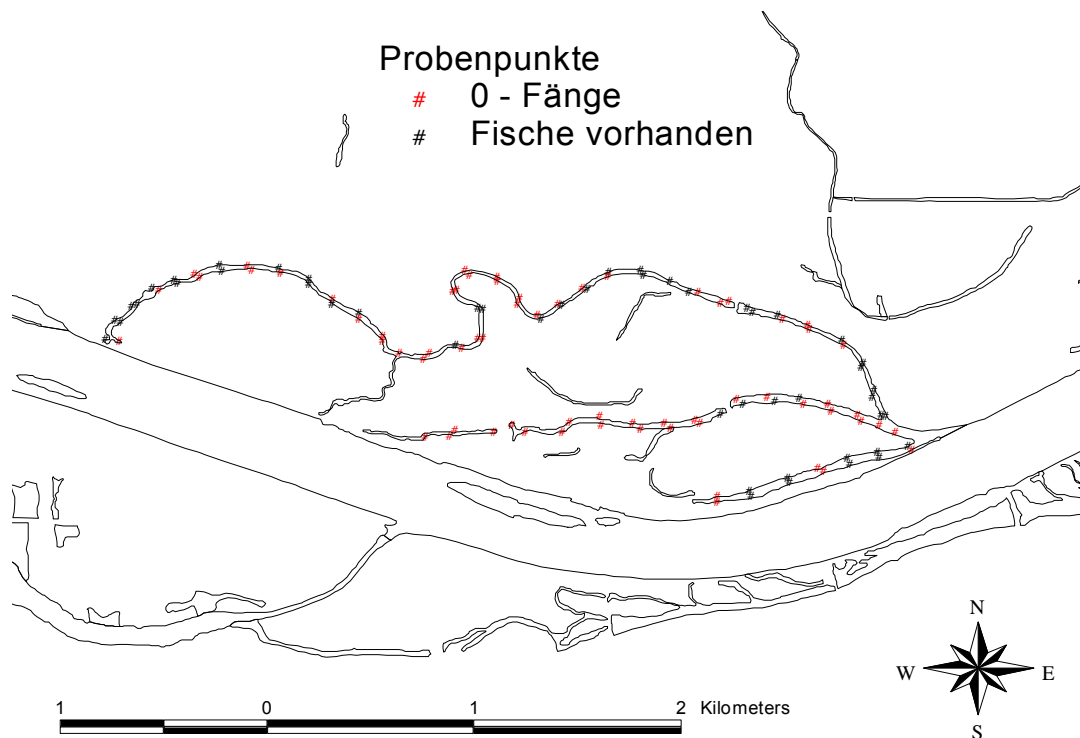 Probenpunkte
# 0 - Fänge
# Fische vorhanden
N
W E
S
1 0 1 2 Kilometers